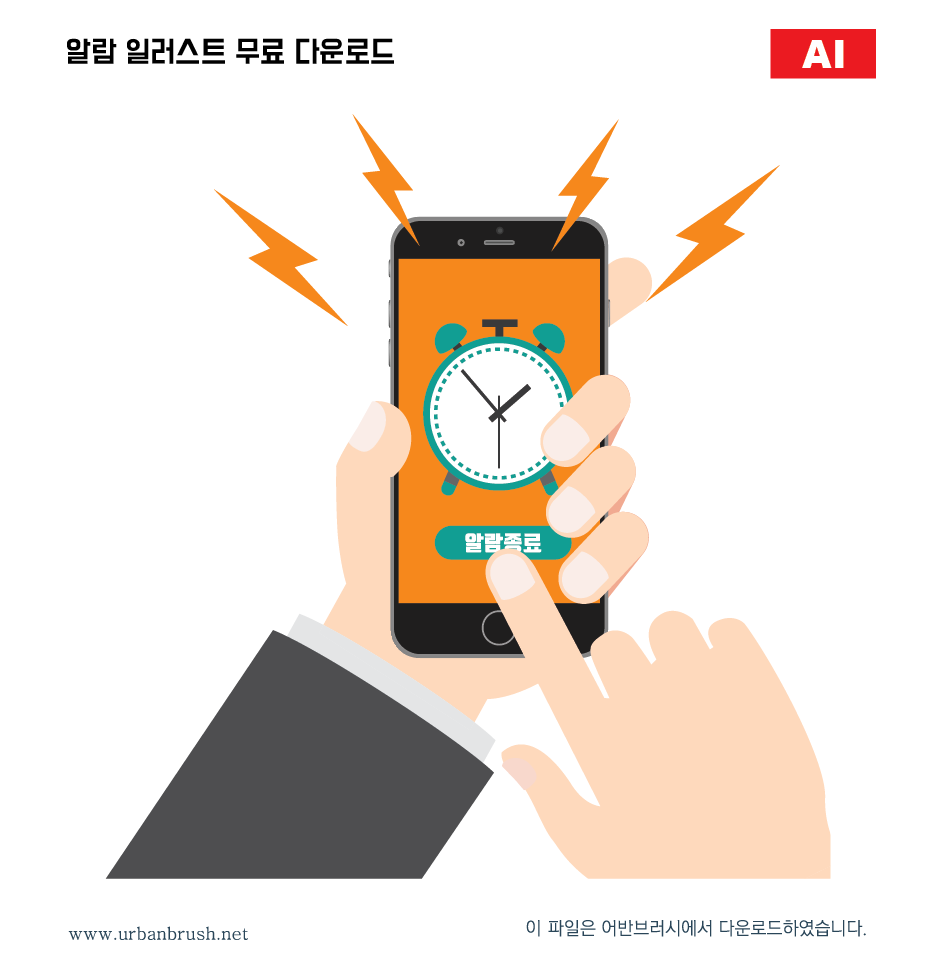 알람 일러스트 무료 다운로드
AI
알람종료
www.urbanbrush.net
이 파일은 어반브러시에서 다운로드하였습니다.